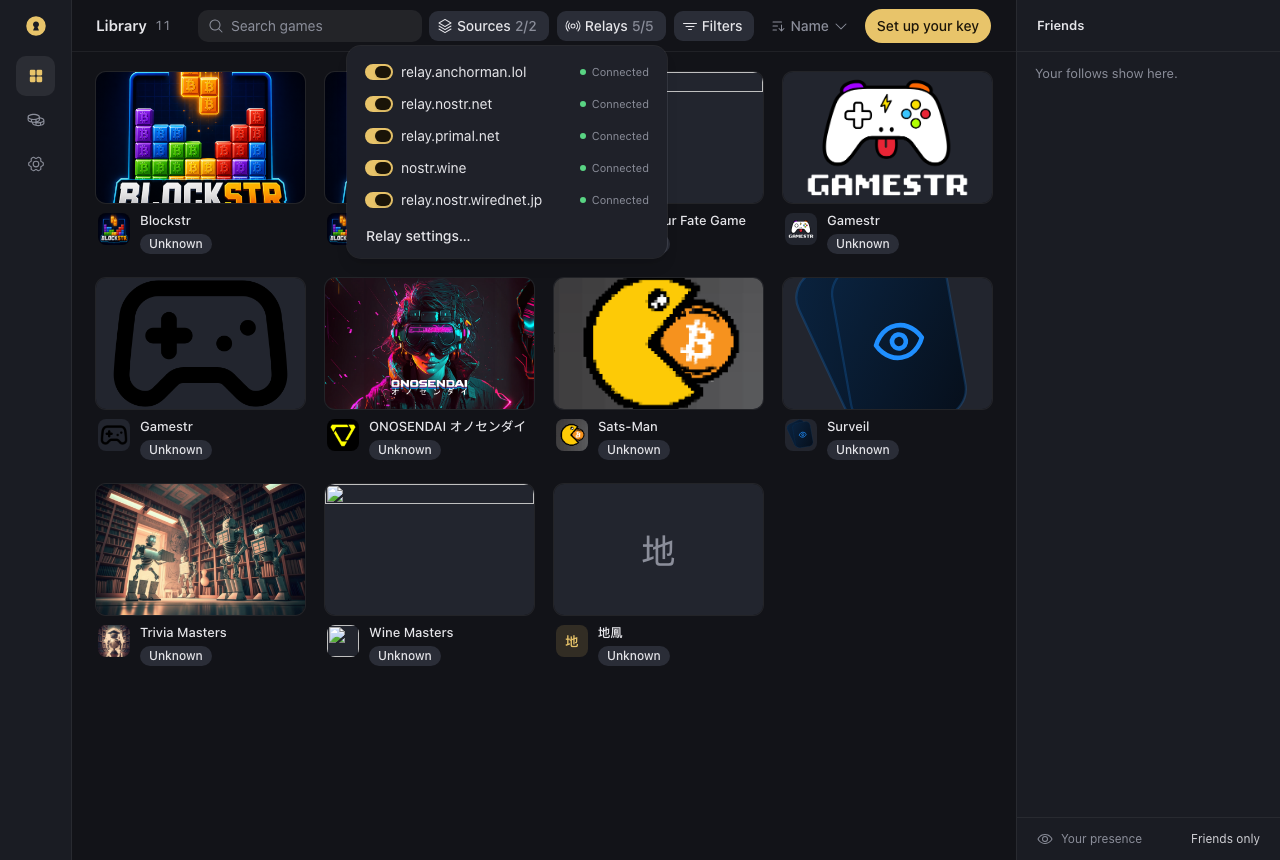 Library 11
Search games
Sources 2/2
Relays 5/5
Filters
Name
Set up your key
Friends
Your follows show here.
relay.anchorman.lol Connected
relay.nostr.net Connected
relay.primal.net Connected
nostr.wine Connected
relay.nostr.wirednet.jp Connected
Relay settings...
BLOCKSTR
GAMESTR
Blockstr
Unknown
Fate Game
Gamestr
Unknown
ONOSENDAI
オノセンダイ
Gamestr
Unknown
ONOSENDAI オノセンダイ
Unknown
Sats-Man
Unknown
Surveil
Unknown
地
Trivia Masters
Unknown
Wine Masters
Unknown
地
地鳳
Unknown
Your presence
Friends only